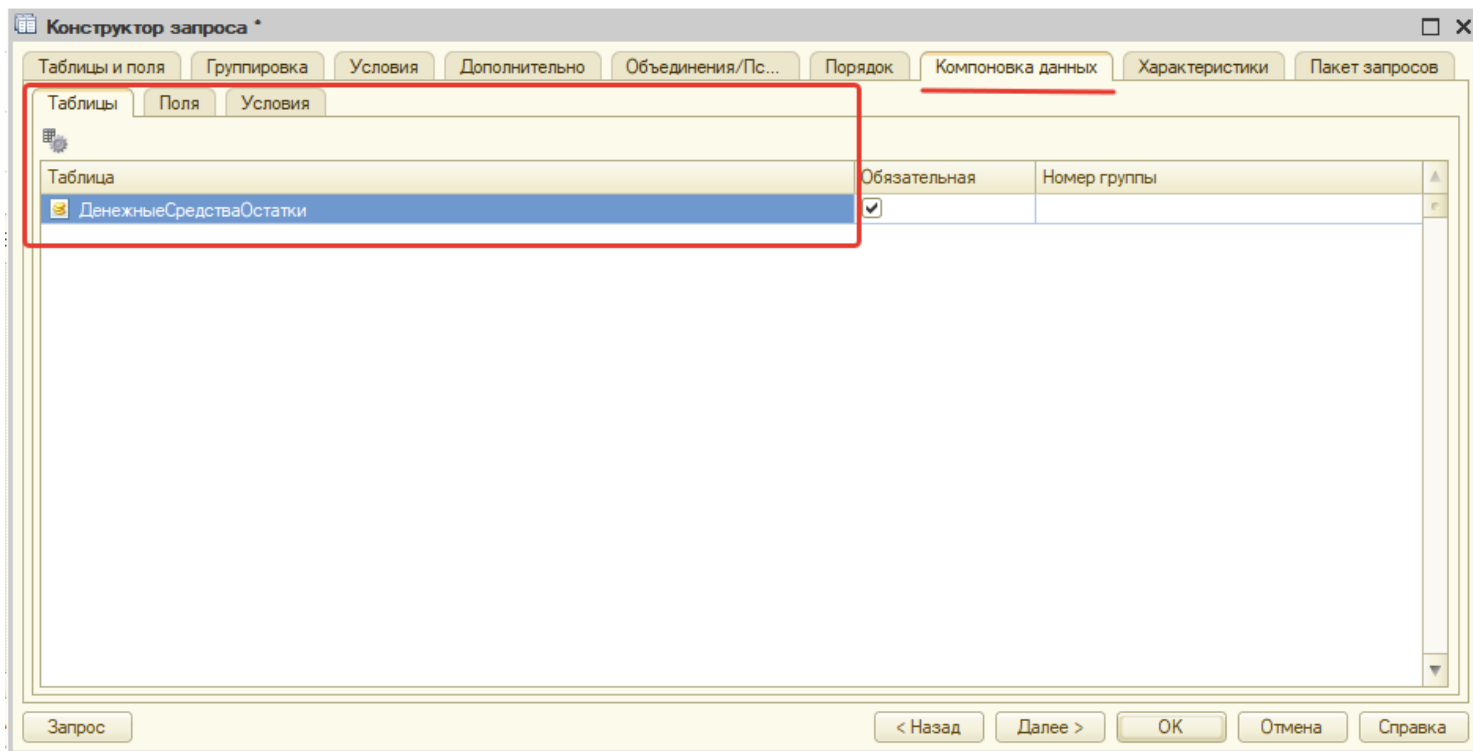 Конструктор запроса *
Таблицы и поля Группировка Условия Дополнительно Объединения/Пс... Порядок Компоновка данных Характеристики Пакет запросов
Таблицы Поля Условия
Таблица Обязательная Номер группы
ДенежныеСредстваОстатки
Запрос < Назад Далее > OK Отмена Справка